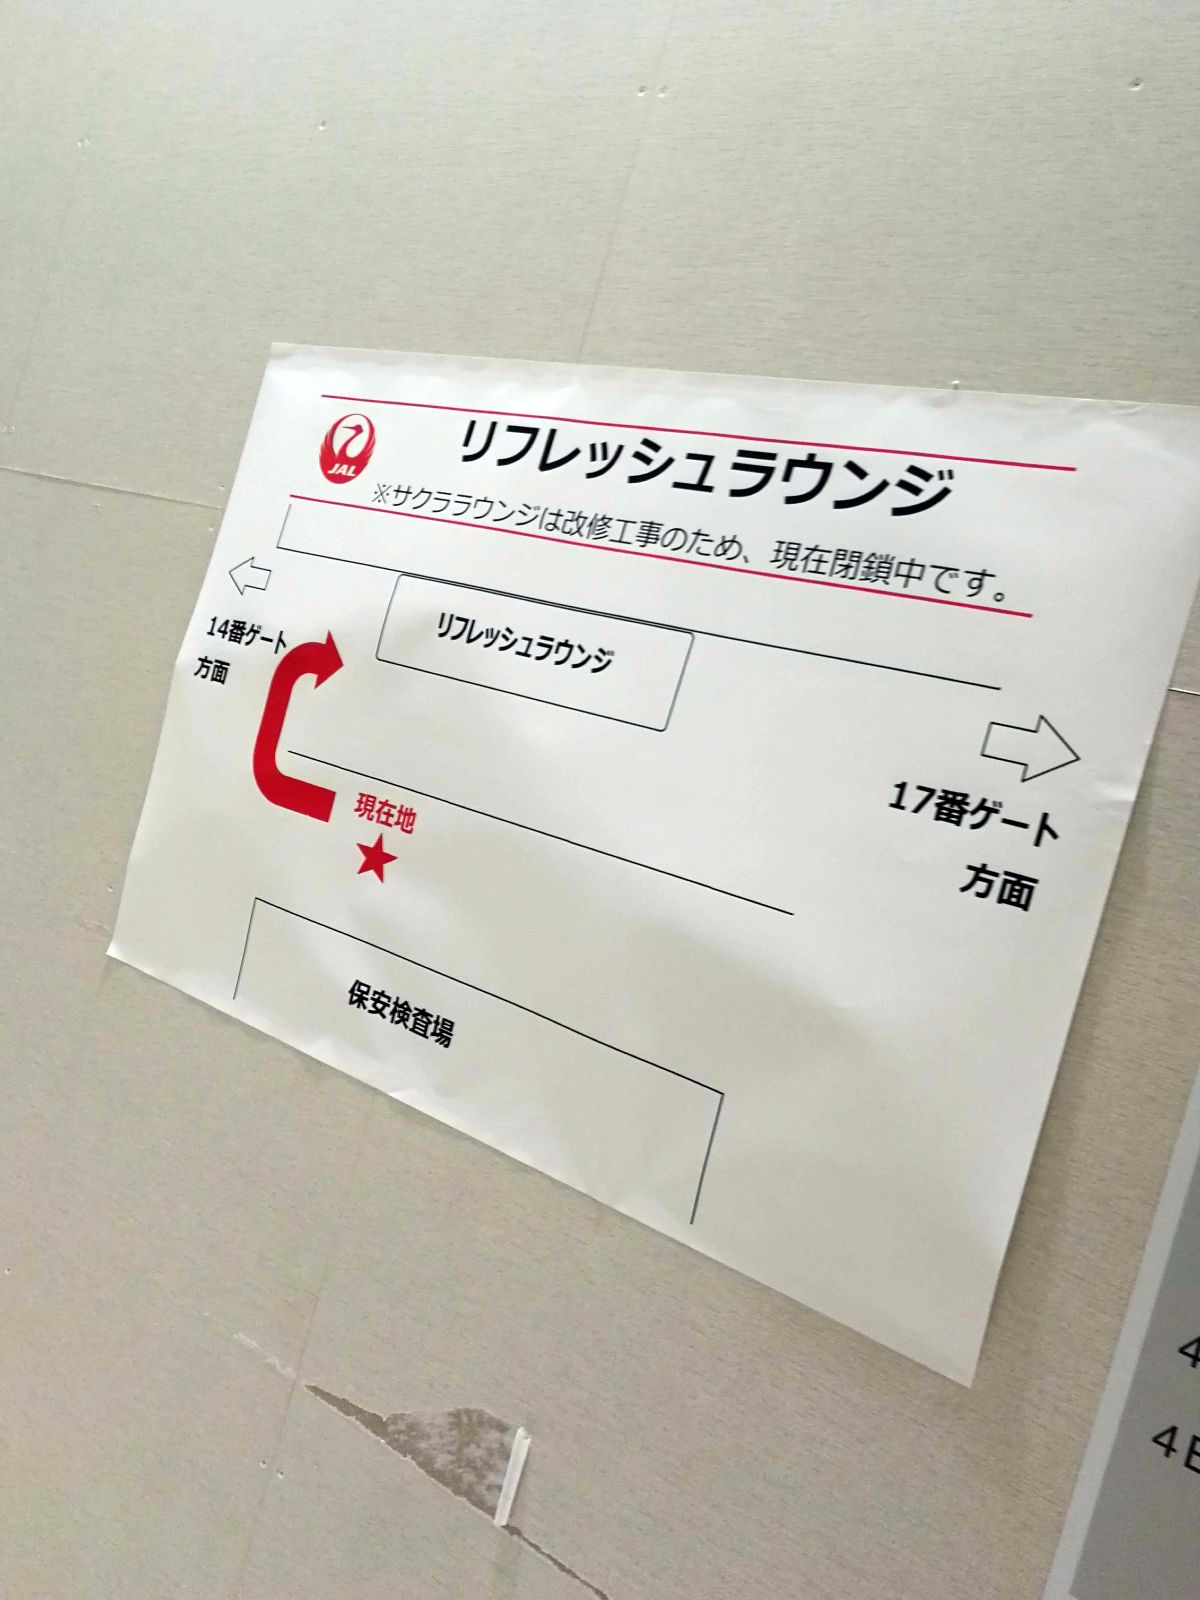 JAL
リフレッシュラウンジ
※サクララウンジは改修工事のため、現在閉鎖中です。
リフレッシュラウンジ
14番ゲート
方面
17番ゲート
方面
現在地
保安検査場
4